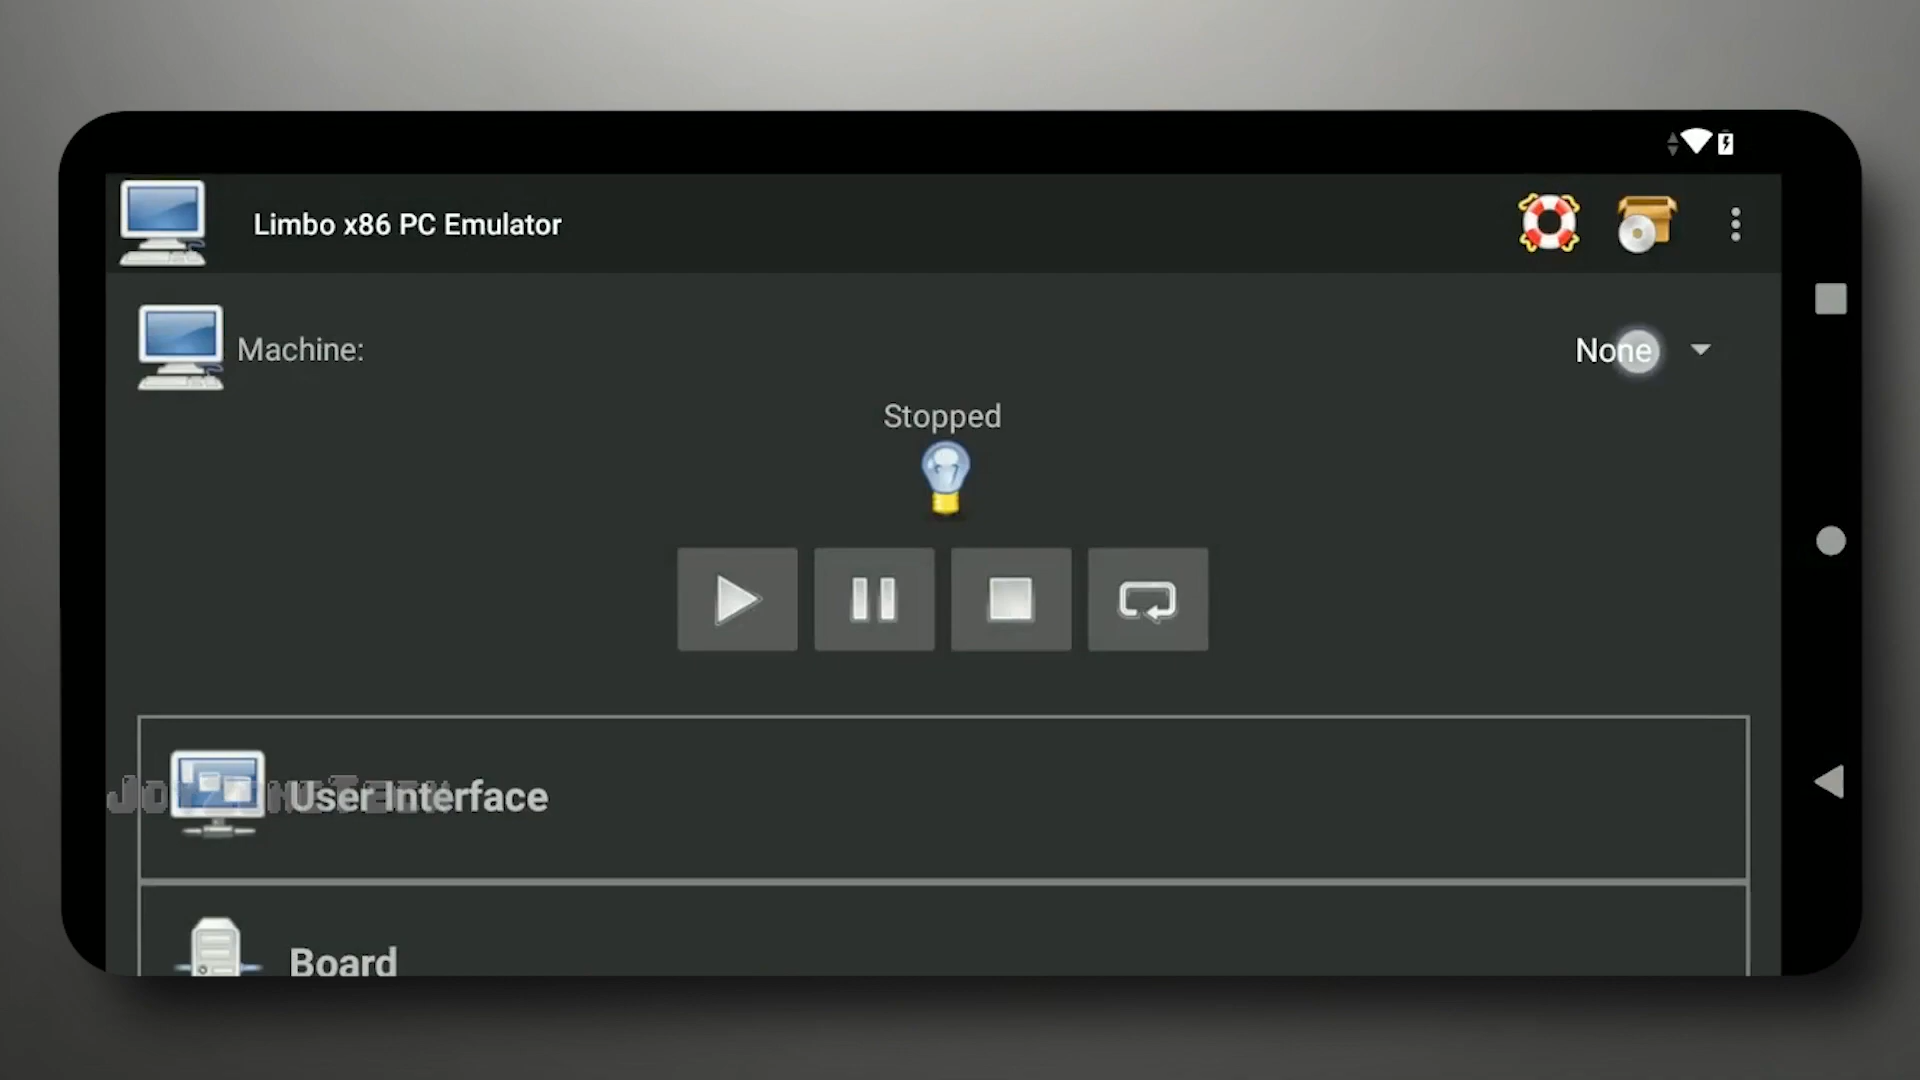 Limbo x86 PC Emulator
Machine:
None
Stopped
User Interface
Board